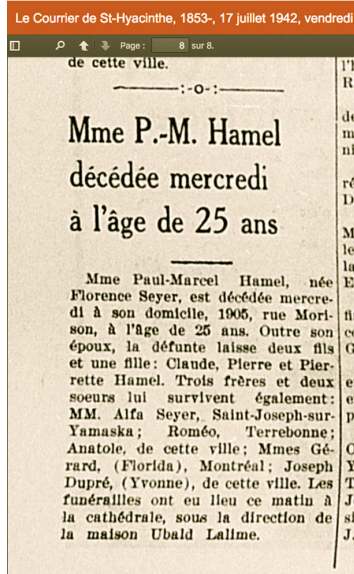 Le Courrier de St-Hyacinthe, 1853-, 17 juillet 1942, vendredi
Page : 8 sur 8.
de cette ville.
—:-o-:—
Mme P.-M. Hamel
décédée mercredi
à l'âge de 25 ans
Mme Paul-Marcel Hamel, née
Florence Seyer, est décédée mercre-
di à son domicile, 1905, rue Mori-
son, à l'âge de 25 ans. Outre son
époux, la défunte laisse deux fils
et une fille: Claude, Pierre et Pier-
rette Hamel. Trois frères et deux
soeurs lui survivent également:
MM. Alfa Seyer, Saint-Joseph-sur-
Yamaska; Roméo, Terrebonne;
Anatole, de cette ville; Mmes Gé-
rard, (Florida), Montréal; Joseph
Dupré, (Yvonne), de cette ville. Les
funérailles ont eu lieu ce matin à
la cathédrale, sous la direction de
la maison Ubald Lalime.